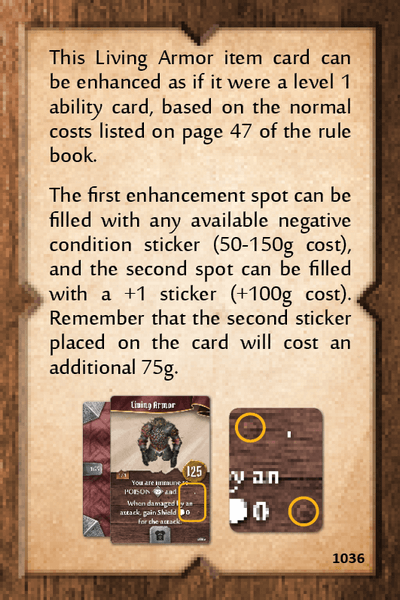 This Living Armor item card can
be enhanced as if it were a level 1
ability card, based on the normal
costs listed on page 47 of the rule
book.
The first enhancement spot can be
filled with any available negative
condition sticker (50-150g cost),
and the second spot can be filled
with a +1 sticker (+100g cost).
Remember that the second sticker
placed on the card will cost an
additional 75g.
Living Armor
125
You are immune to
POISON and
When damaged by an
attack, gain Shield 0
for the attack.
,
y an
0
1036